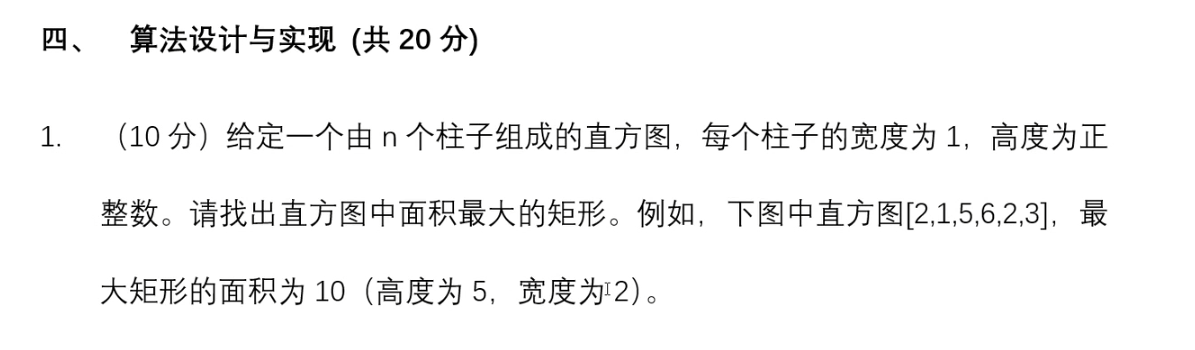 四、 算法设计与实现 (共 20 分)
1. （10 分）给定一个由 n 个柱子组成的直方图，每个柱子的宽度为 1，高度为正
整数。请找出直方图中面积最大的矩形。例如，下图中直方图[2,1,5,6,2,3]，最
大矩形的面积为 10（高度为 5，宽度为 2）。